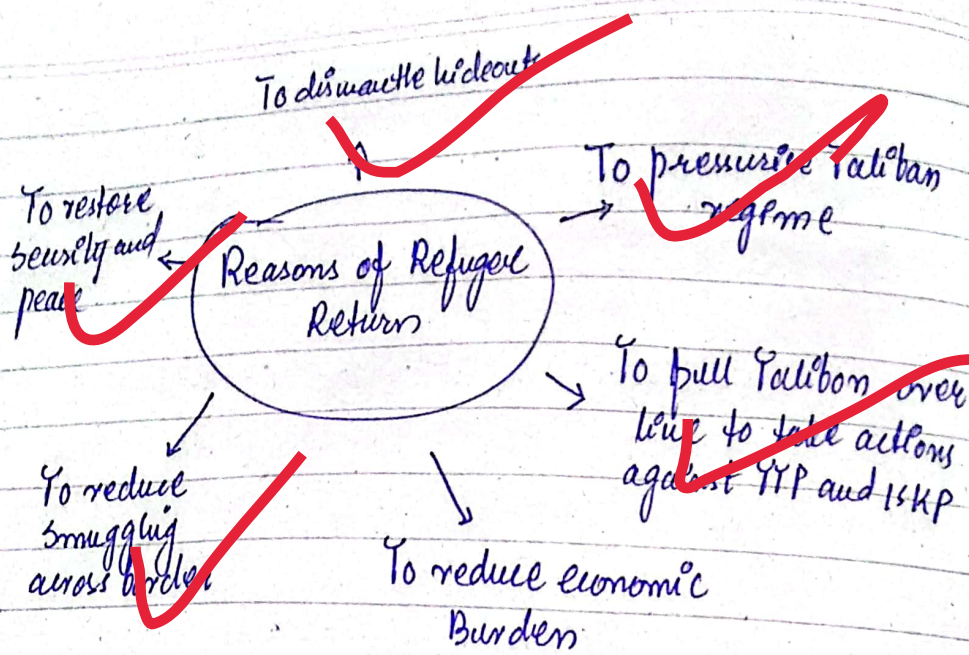 To dismantle hideouts
To pressurize Taliban
regime
To restore
security and
peace
Reasons of Refugee
Return
To pull Taliban over
line to take actions
against TTP and ISKP
To reduce
smuggling
across border
To reduce economic
Burden